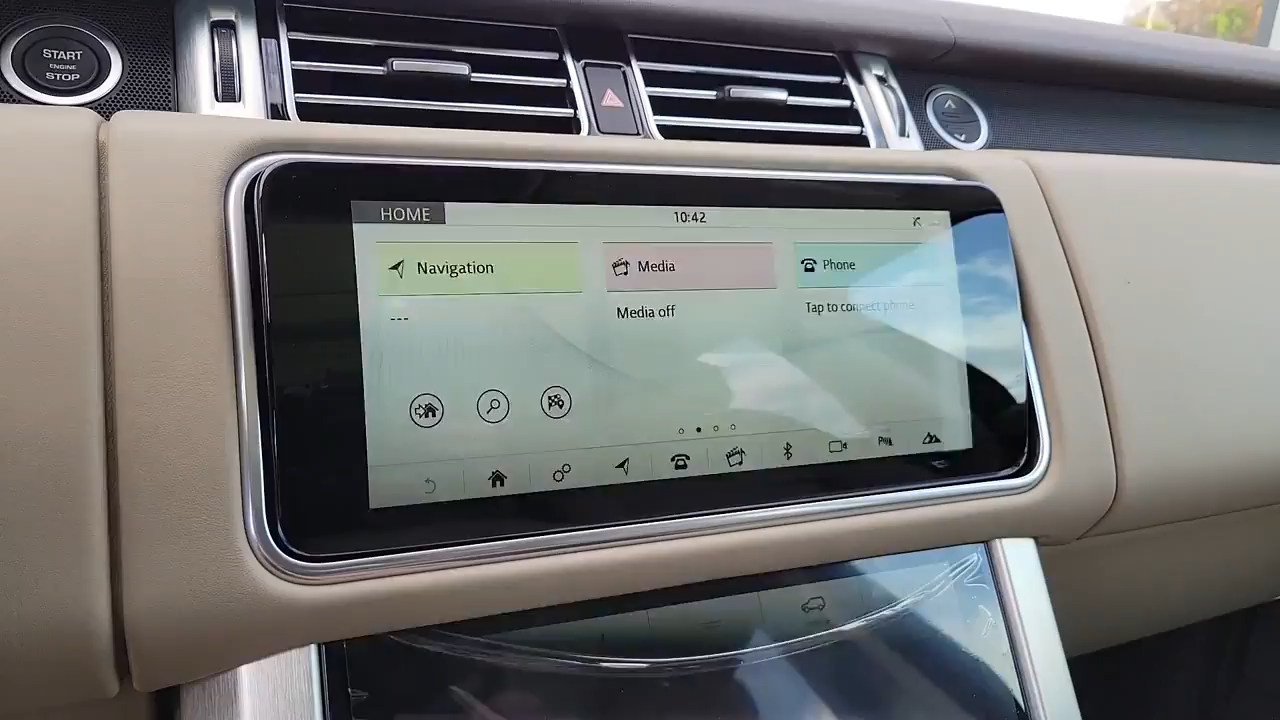 START
ENGINE
STOP
HOME
10:42
Navigation
Media
Phone
---
Media off
Tap to connect phone